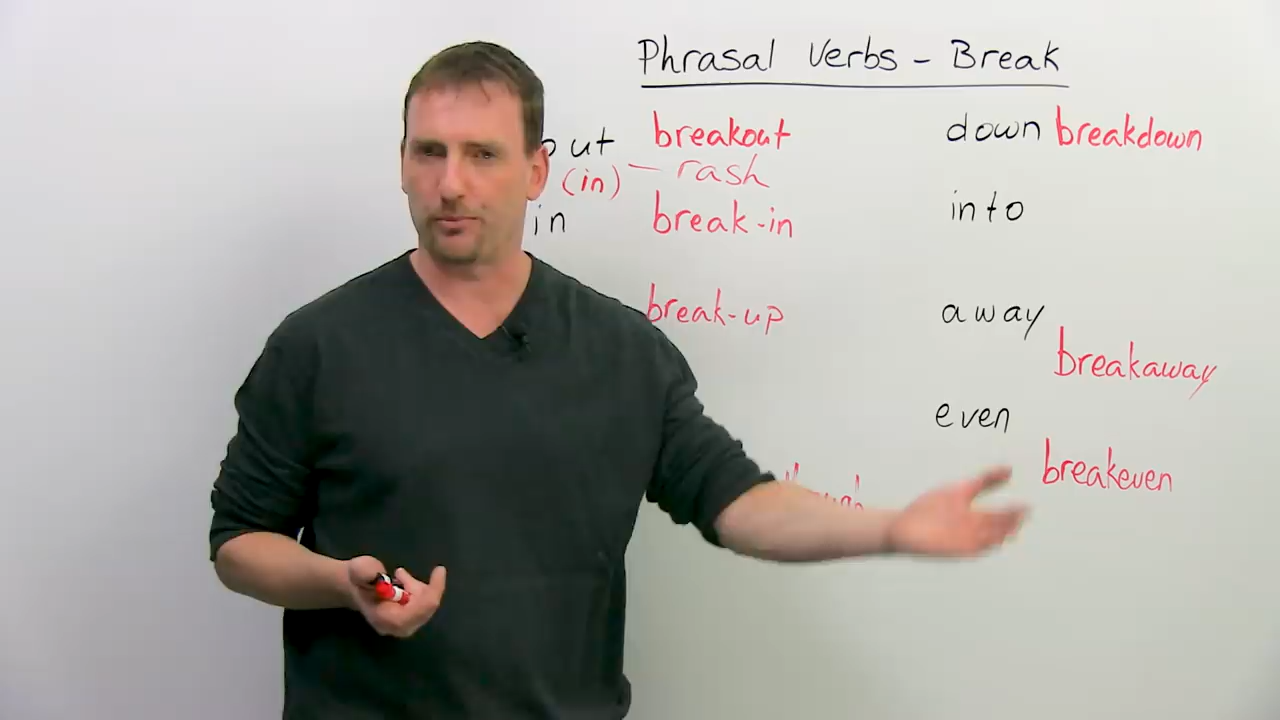 Phrasal Verbs - Break
out breakout
(in) — rash
in break-in
break-up
down breakdown
into
away
breakaway
even
breakeven